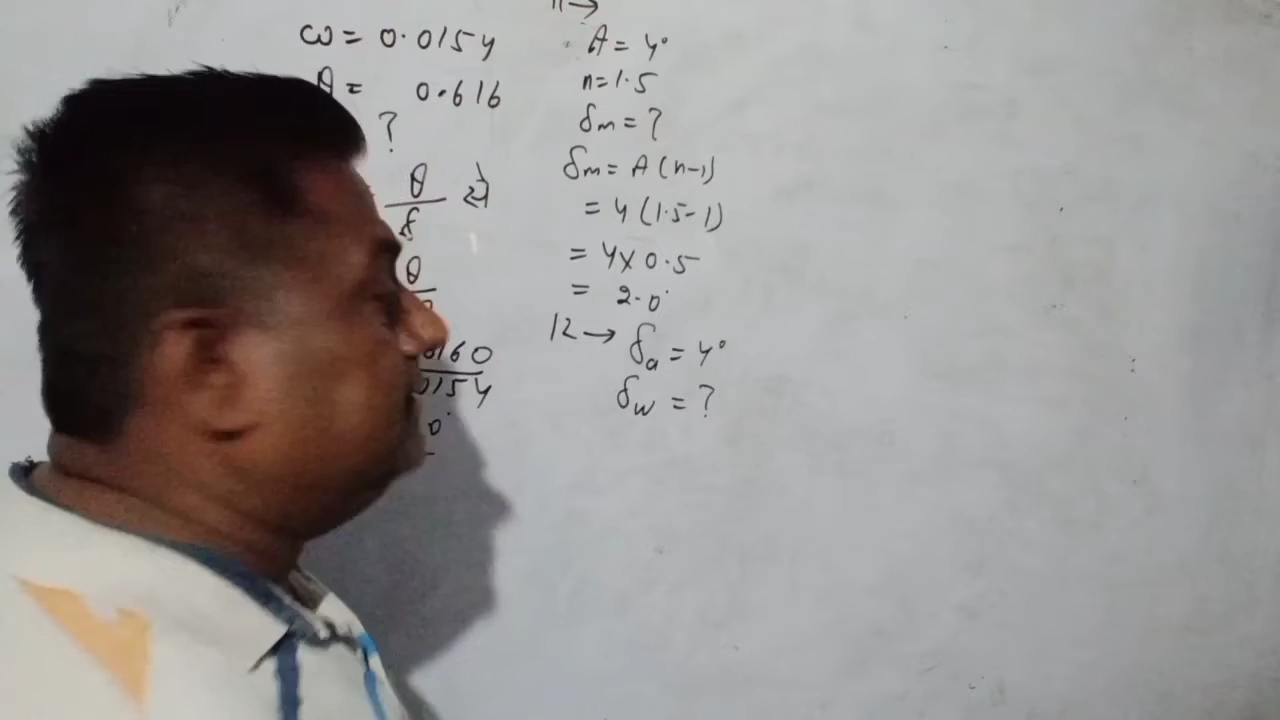 ω = 0.0154
θ = 0.616
?
θ
δ
से
θ
0160
0154
0°
11→
A = 4°
n=1.5
δm = ?
δm = A(n-1)
= 4(1.5-1)
= 4×0.5
= 2.0°
12→ δa = 4°
δw = ?